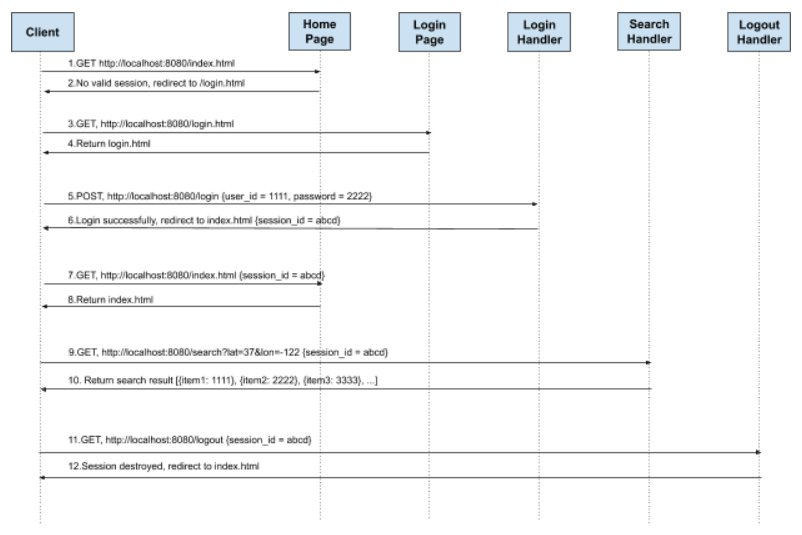 Client
Home
Page
Login
Page
Login
Handler
Search
Handler
Logout
Handler
1.GET http://localhost:8080/index.html
2.No valid session, redirect to /login.html
3.GET, http://localhost:8080/login.html
4.Return login.html
5.POST, http://localhost:8080/login {user_id = 1111, password = 2222}
6.Login successfully, redirect to index.html {session_id = abcd}
7.GET, http://localhost:8080/index.html {session_id = abcd}
8.Return index.html
9.GET, http://localhost:8080/search?lat=37&lon=-122 {session_id = abcd}
10. Return search result [{item1: 1111}, {item2: 2222}, {item3: 3333}, ...]
11.GET, http://localhost:8080/logout {session_id = abcd}
12.Session destroyed, redirect to index.html